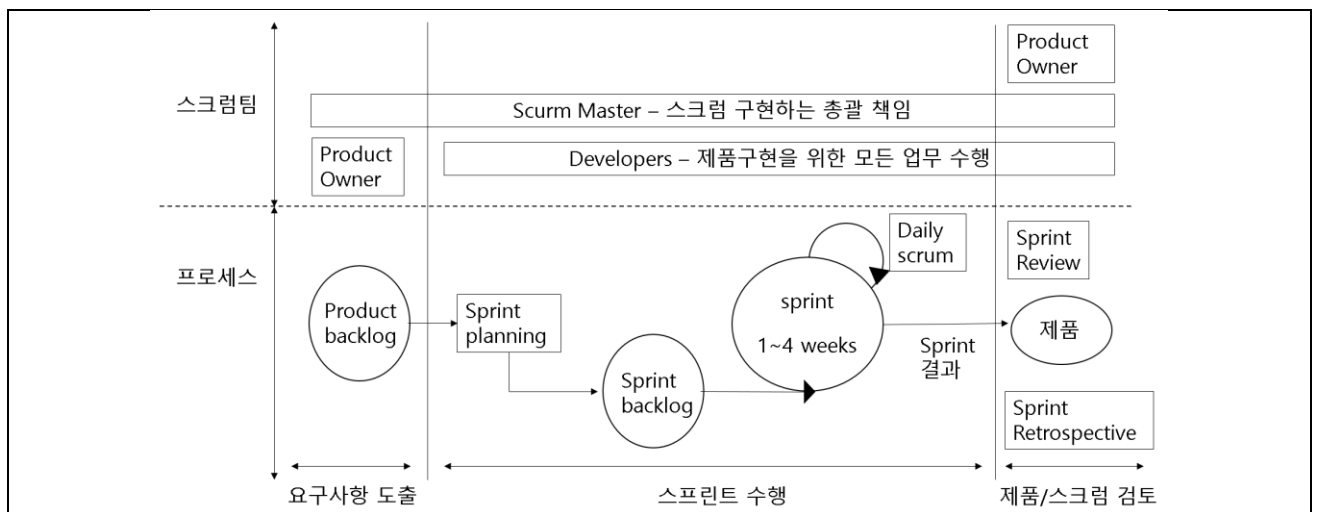 Product
Owner
스크럼팀
Scurm Master – 스크럼 구현하는 총괄 책임
Product
Owner
Developers – 제품구현을 위한 모든 업무 수행
Daily
scrum
Sprint
Review
프로세스
Product
backlog
Sprint
planning
sprint
1~4 weeks
제품
Sprint
결과
Sprint
backlog
Sprint
Retrospective
요구사항 도출
스프린트 수행
제품/스크럼 검토